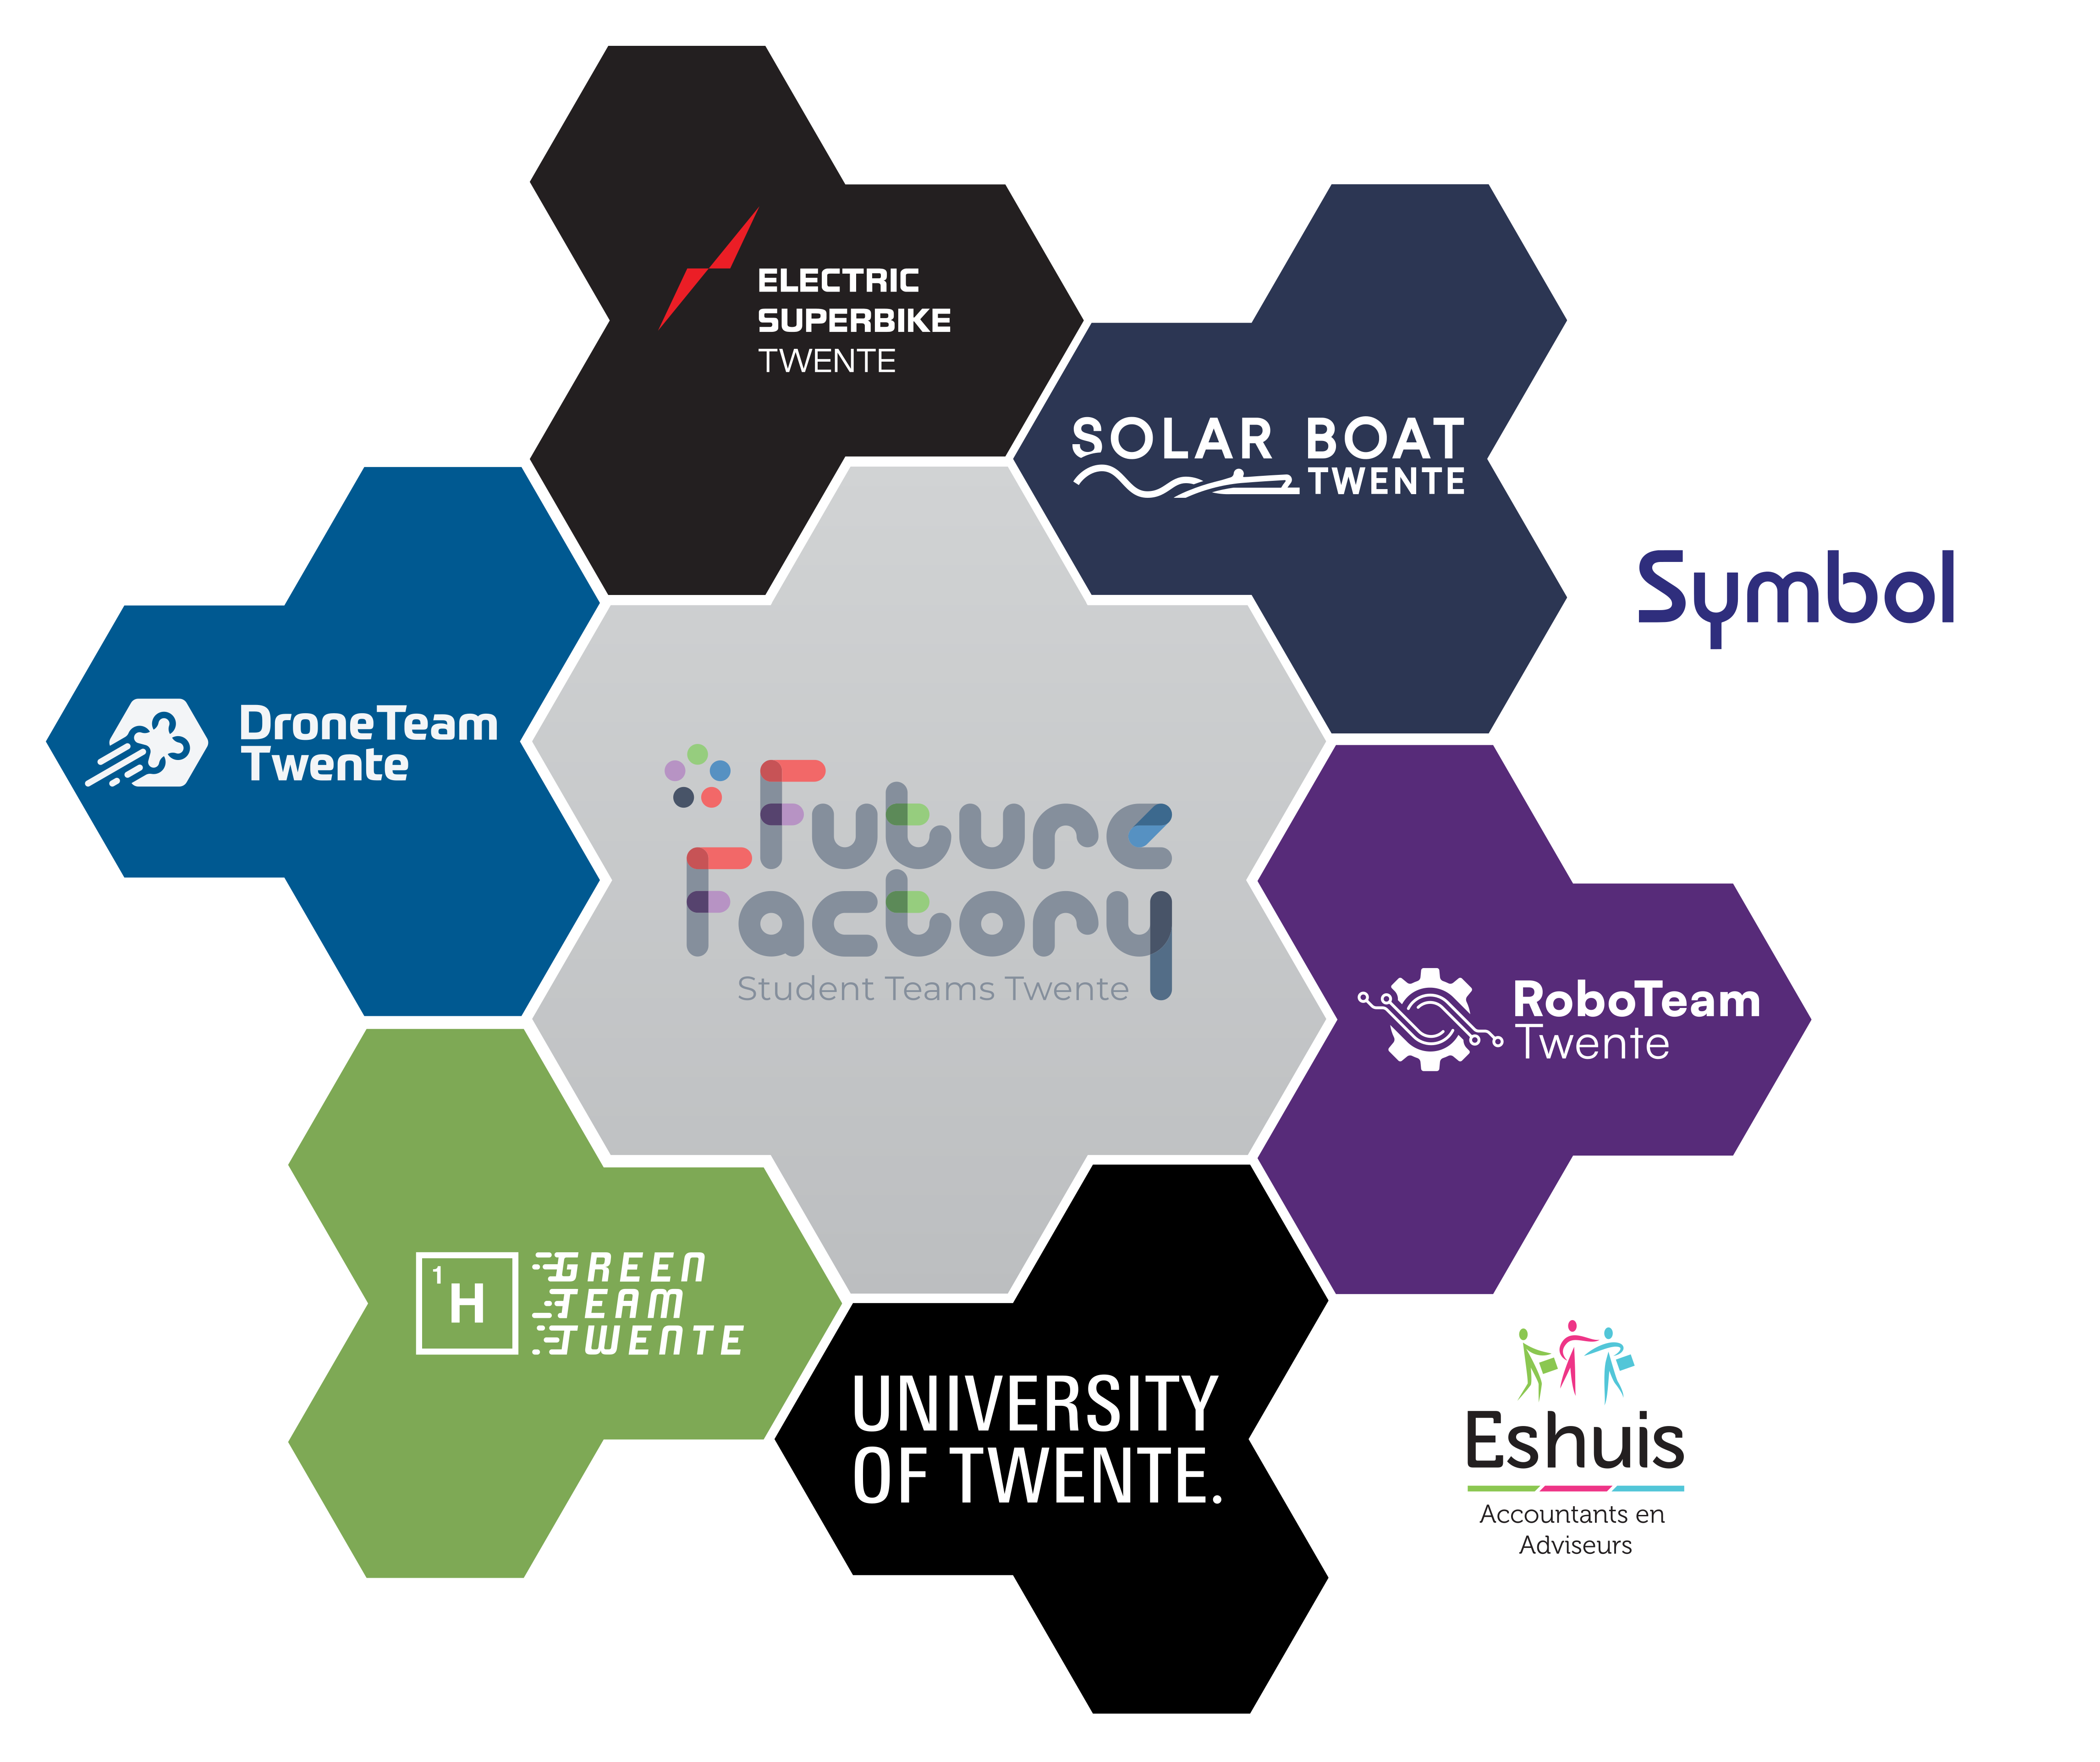 ELECTRIC
SUPERBIKE
TWENTE
SOLAR BOAT
TWENTE
Symbol
DroneTeam
Twente
Future
Factory
Student Teams Twente
RoboTeam
Twente
1
H
GREEN
TEAM
TWENTE
UNIVERSITY
OF TWENTE.
Eshuis
Accountants en
Adviseurs